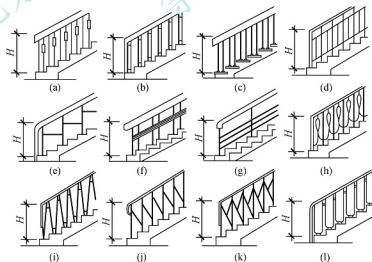 H H H H
(a) (b) (c) (d)
H H H H
(e) (f) (g) (h)
H H H H
(i) (j) (k) (l)